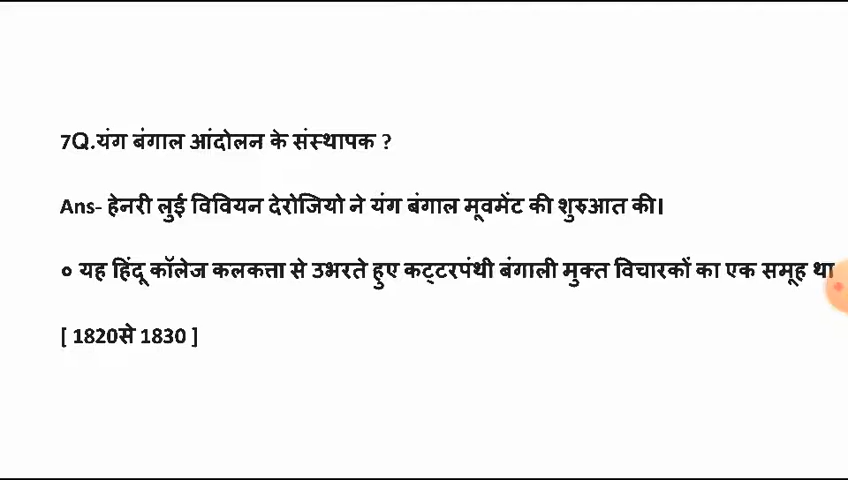 7Q.यंग बंगाल आंदोलन के संस्थापक ?
Ans- हेनरी लुई विवियन देरोजियो ने यंग बंगाल मूवमेंट की शुरुआत की।
० यह हिंदू कॉलेज कलकत्ता से उभरते हुए कट्टरपंथी बंगाली मुक्त विचारकों का एक समूह था
[ 1820से 1830 ]